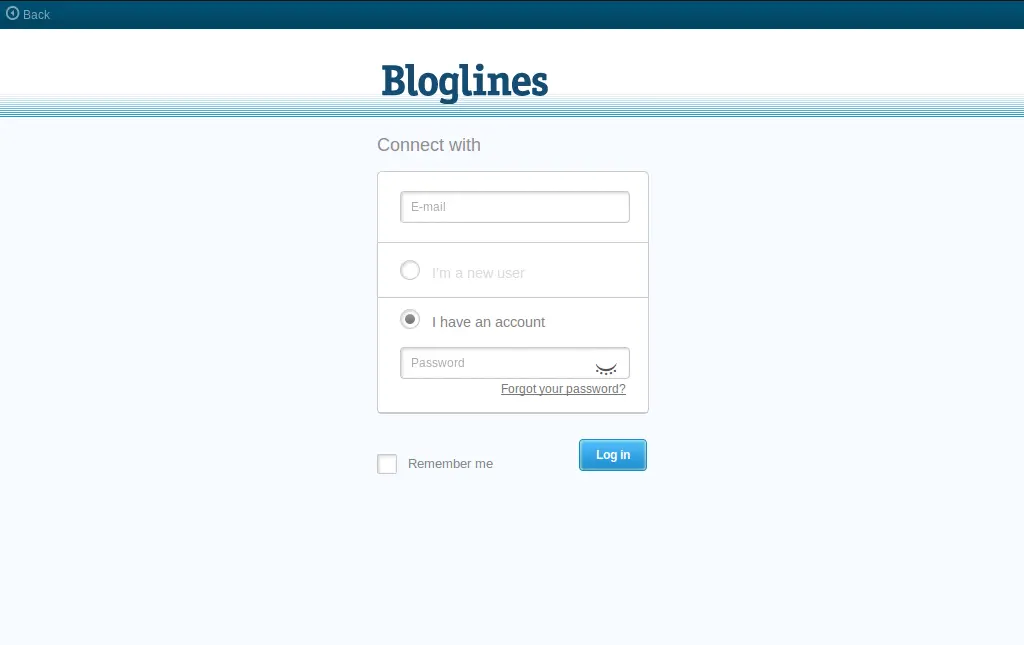 Back
Bloglines
Connect with
E-mail
I'm a new user
I have an account
Password
Forgot your password?
Remember me
Log in